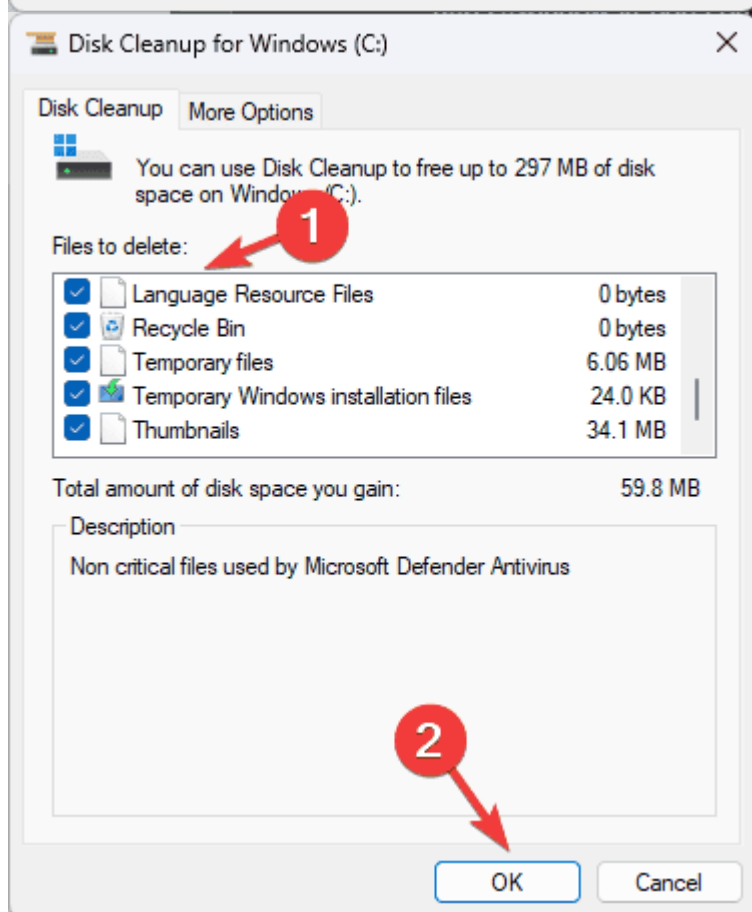 Disk Cleanup for Windows (C:)
Disk Cleanup
More Options
You can use Disk Cleanup to free up to 297 MB of disk
space on Windows (C:).
1
Files to delete:
Language Resource Files 0 bytes
Recycle Bin 0 bytes
Temporary files 6.06 MB
Temporary Windows installation files 24.0 KB
Thumbnails 34.1 MB
Total amount of disk space you gain: 59.8 MB
Description
Non critical files used by Microsoft Defender Antivirus
2
OK
Cancel